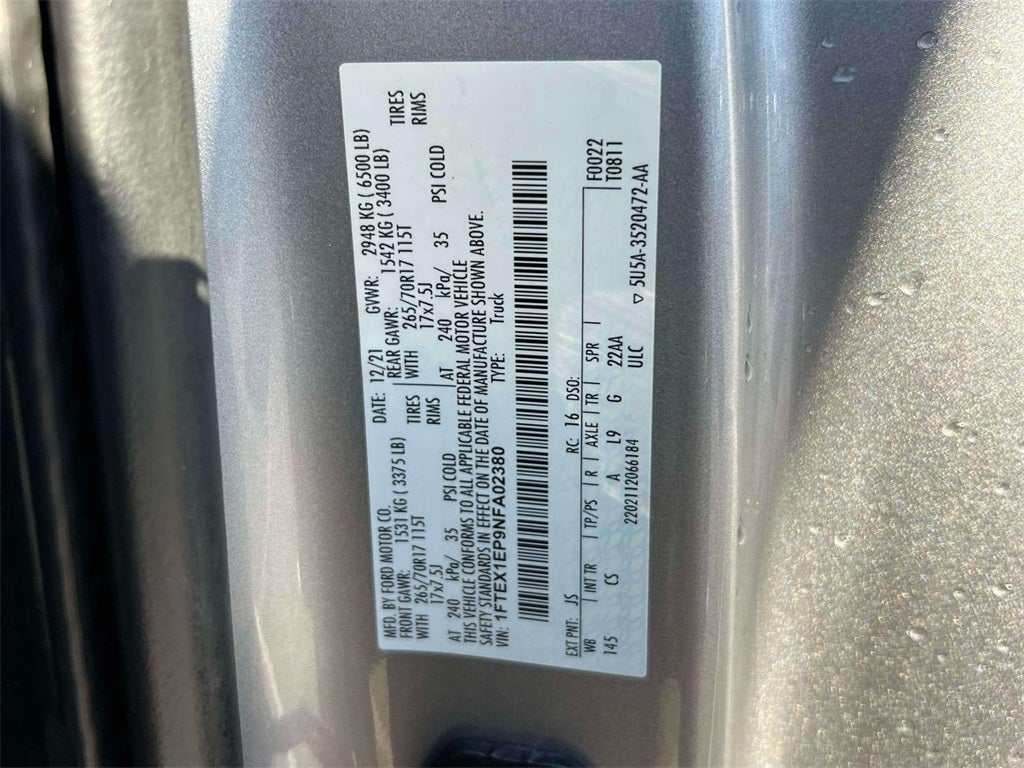 MFD. BY FORD MOTOR CO. DATE: 12/21 GVWR: 2948 KG ( 6500 LB)
FRONT GAWR: 1531 KG ( 3375 LB) REAR GAWR: 1542 KG ( 3400 LB)
WITH 265/70R17 115T TIRES WITH 265/70R17 115T TIRES
17x7.5J RIMS 17x7.5J RIMS
AT 240 kPa/ 35 PSI COLD AT 240 kPa/ 35 PSI COLD
THIS VEHICLE CONFORMS TO ALL APPLICABLE FEDERAL MOTOR VEHICLE
SAFETY STANDARDS IN EFFECT ON THE DATE OF MANUFACTURE SHOWN ABOVE.
VIN: 1FTEX1EP9NFA02380 TYPE: Truck
EXT PNT: JS RC: 16 DSO:
WB INT TR TP/PS R AXLE TR SPR F0022
145 CS A L9 G 22AA T0811
2202112066184 ULC
▽ 5U5A-3520472-AA